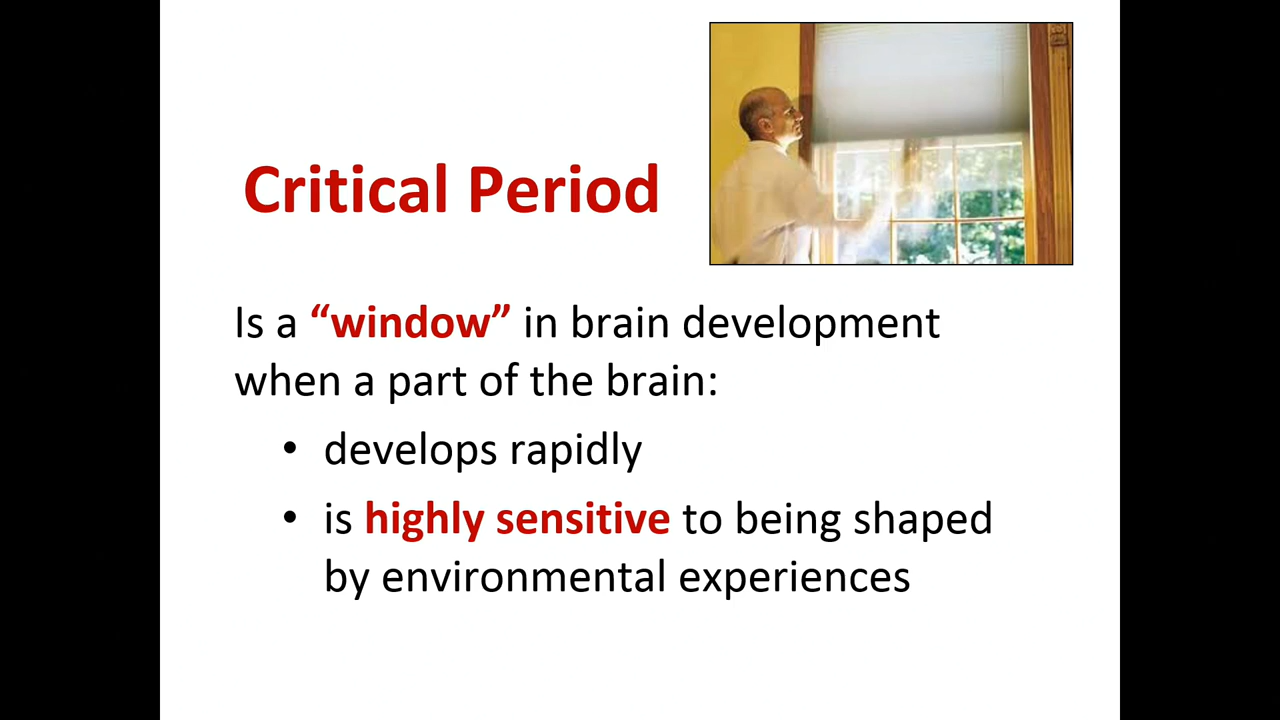 Critical Period
Is a “window” in brain development
when a part of the brain:
• develops rapidly
• is highly sensitive to being shaped
by environmental experiences